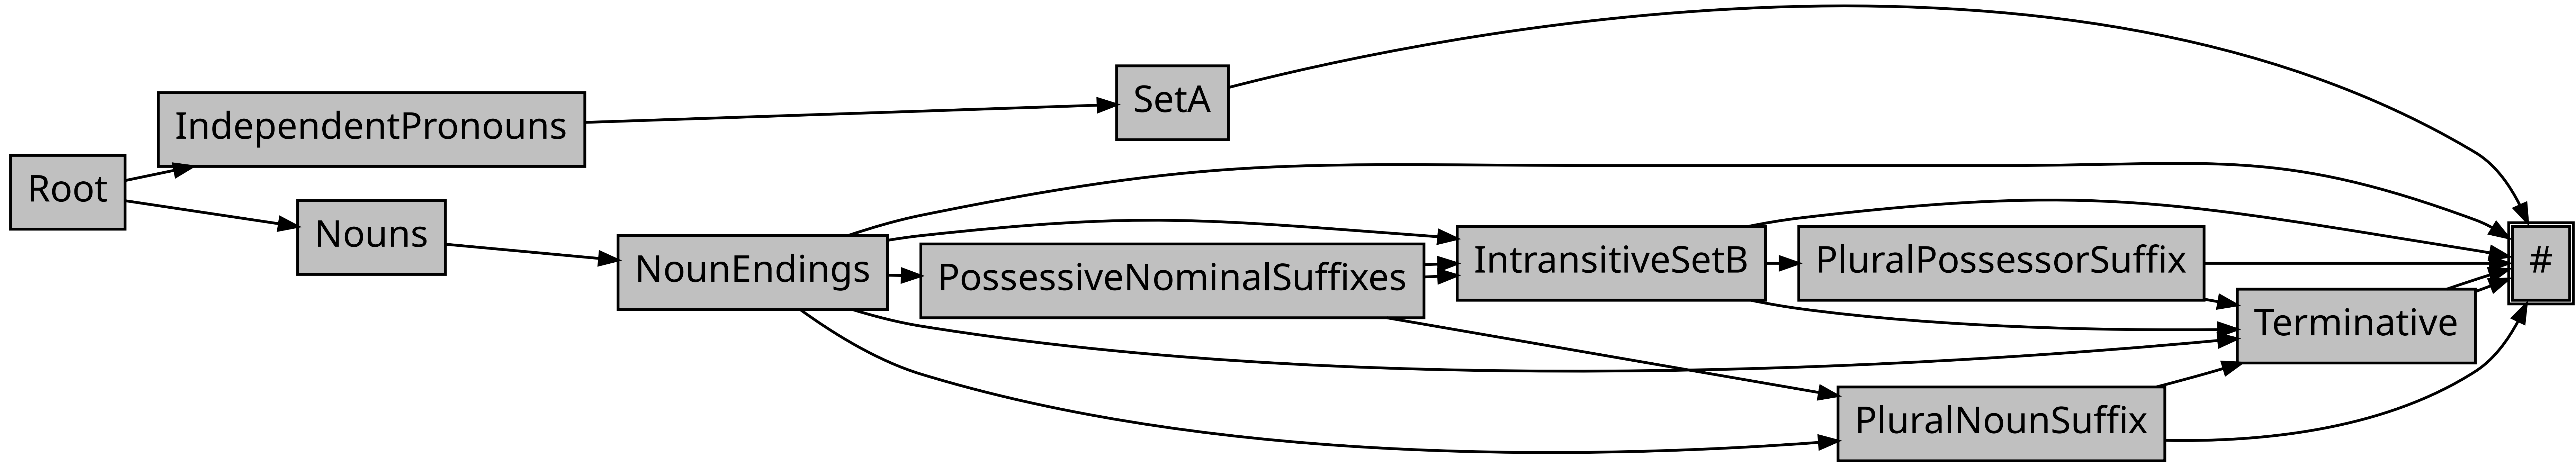 Root
IndependentPronouns
Nouns
SetA
NounEndings
PossessiveNominalSuffixes
IntransitiveSetB
PluralPossessorSuffix
Terminative
PluralNounSuffix
#